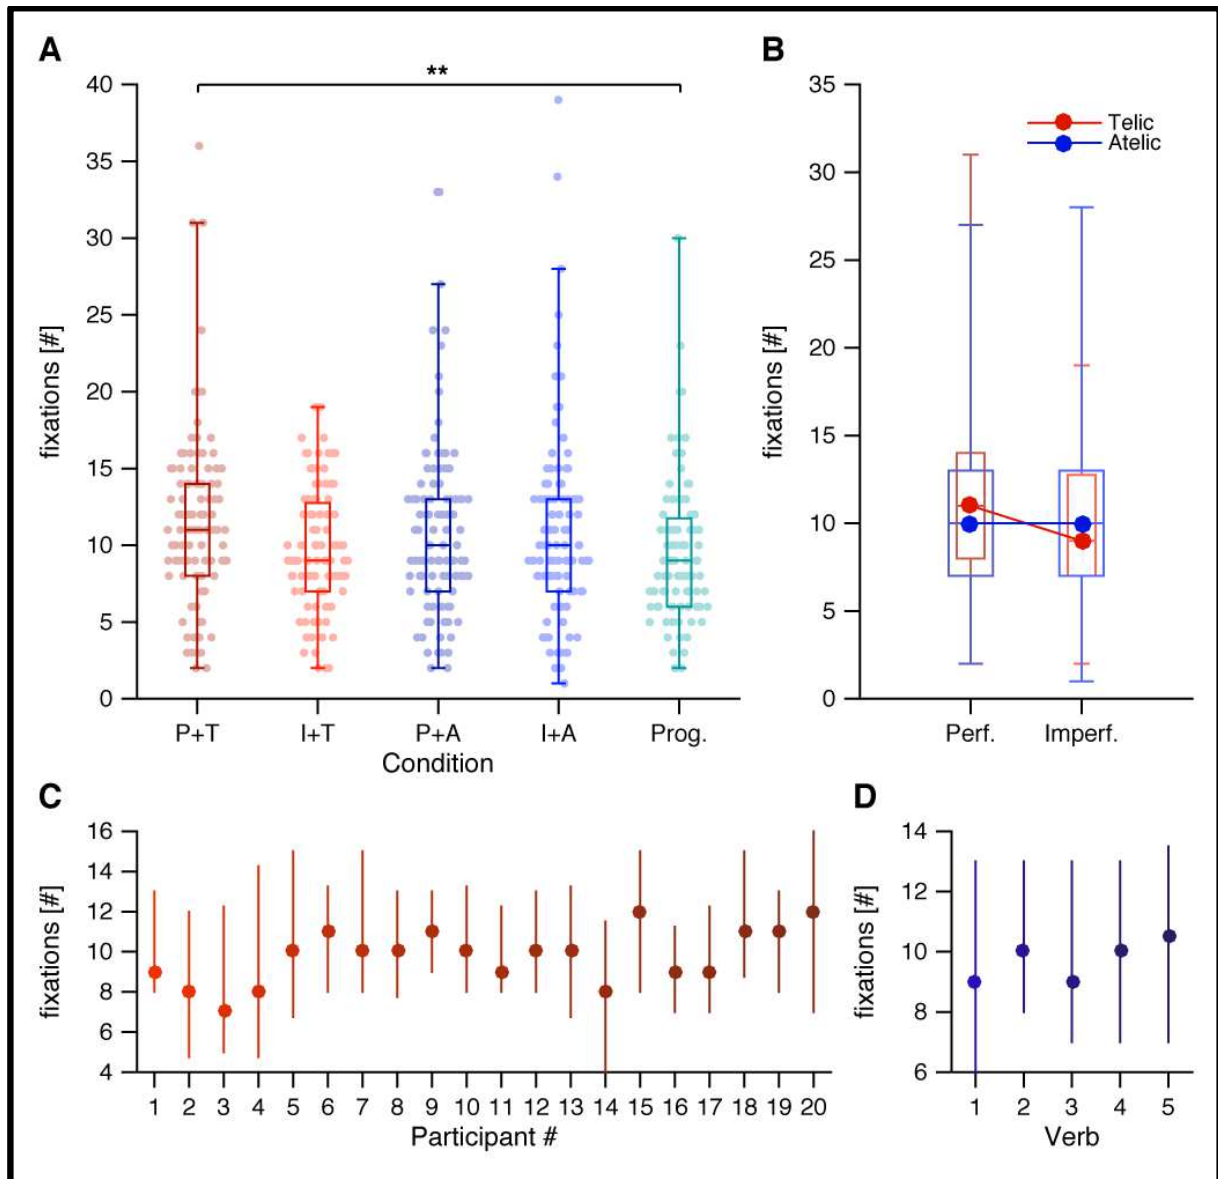 A
**
fixations [#]
40
35
30
25
20
15
10
5
0
P+T I+T P+A I+A Prog.
Condition
B
Telic
Atelic
fixations [#]
35
30
25
20
15
10
5
0
Perf. Imperf.
C
fixations [#]
16
14
12
10
8
6
4
1 2 3 4 5 6 7 8 9 10 11 12 13 14 15 16 17 18 19 20
Participant #
D
fixations [#]
14
12
10
8
6
1 2 3 4 5
Verb